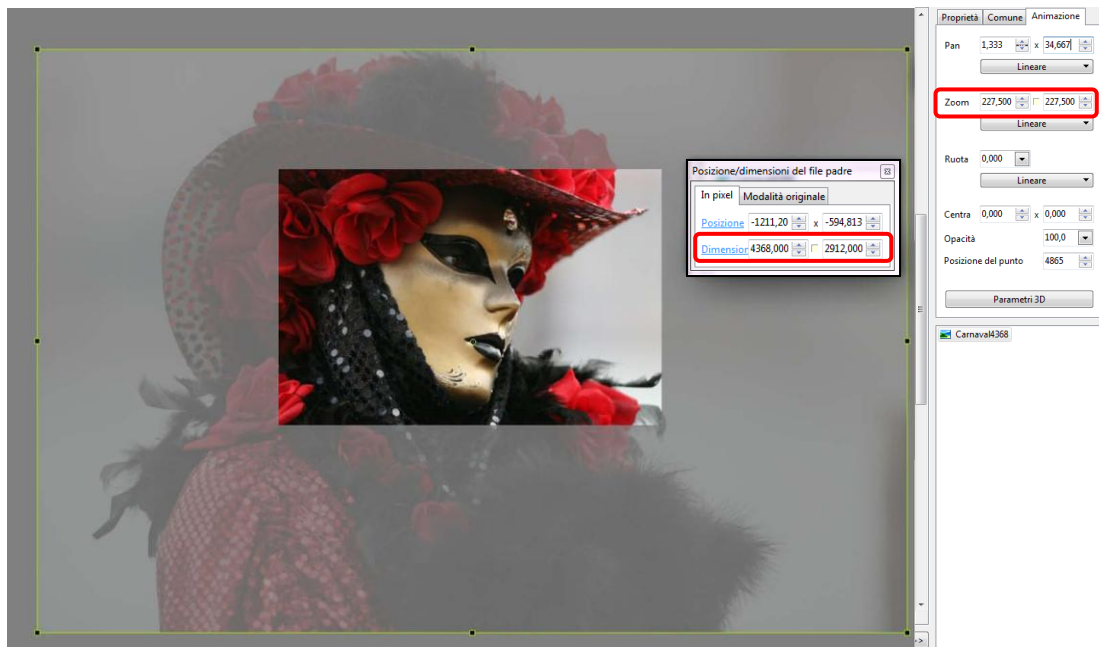 Proprietà Comune Animazione
Pan 1,333 x 34,667
Lineare
Zoom 227,500 227,500
Lineare
Ruota 0,000
Lineare
Centra 0,000 x 0,000
Opacità 100,0
Posizione del punto 4865
Parametri 3D
Carnaval4368
Posizione/dimensioni del file padre
In pixel Modalità originale
Posizione -1211,20 x -594,813
Dimension 4368,000 2912,000
>>